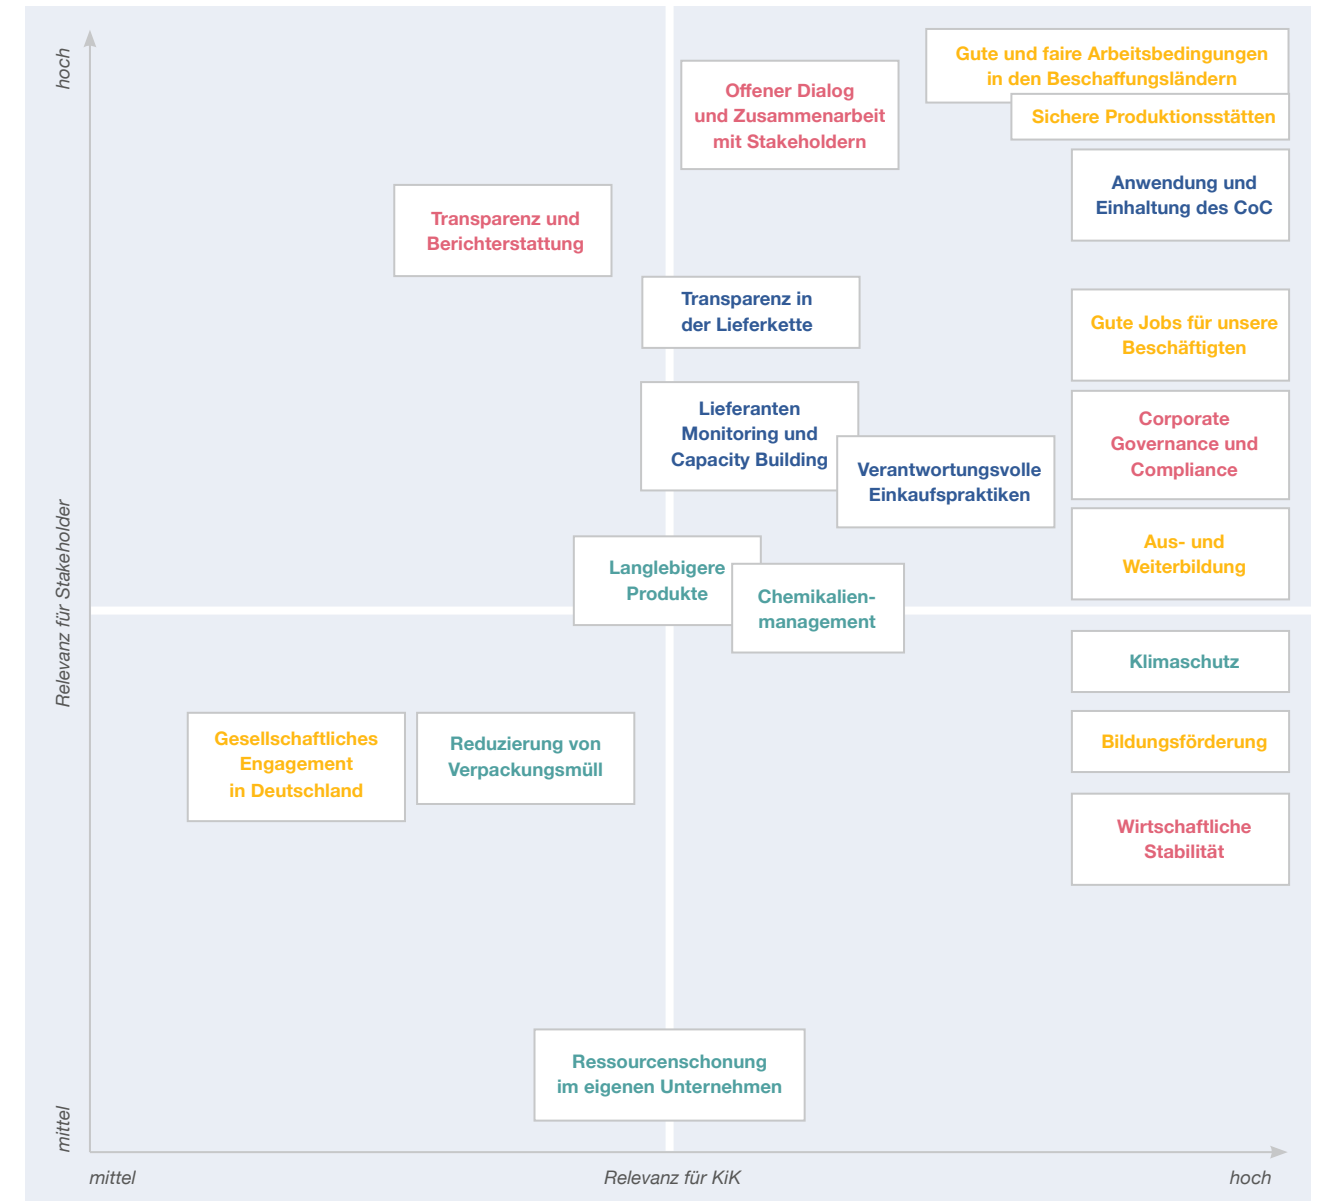 hoch
Gute und faire Arbeitsbedingungen
in den Beschaffungsländern
Offener Dialog
und Zusammenarbeit
mit Stakeholdern
Sichere Produktionsstätten
Anwendung und
Einhaltung des CoC
Transparenz und
Berichterstattung
Transparenz in
der Lieferkette
Gute Jobs für unsere
Beschäftigten
Lieferanten
Monitoring und
Capacity Building
Corporate
Governance und
Compliance
Verantwortungsvolle
Einkaufspraktiken
Relevanz für Stakeholder
Aus- und
Weiterbildung
Langlebigere
Produkte
Chemikalien-
management
Klimaschutz
Gesellschaftliches
Engagement
in Deutschland
Reduzierung von
Verpackungsmüll
Bildungsförderung
Wirtschaftliche
Stabilität
Ressourcenschonung
im eigenen Unternehmen
mittel
mittel
Relevanz für KiK
hoch